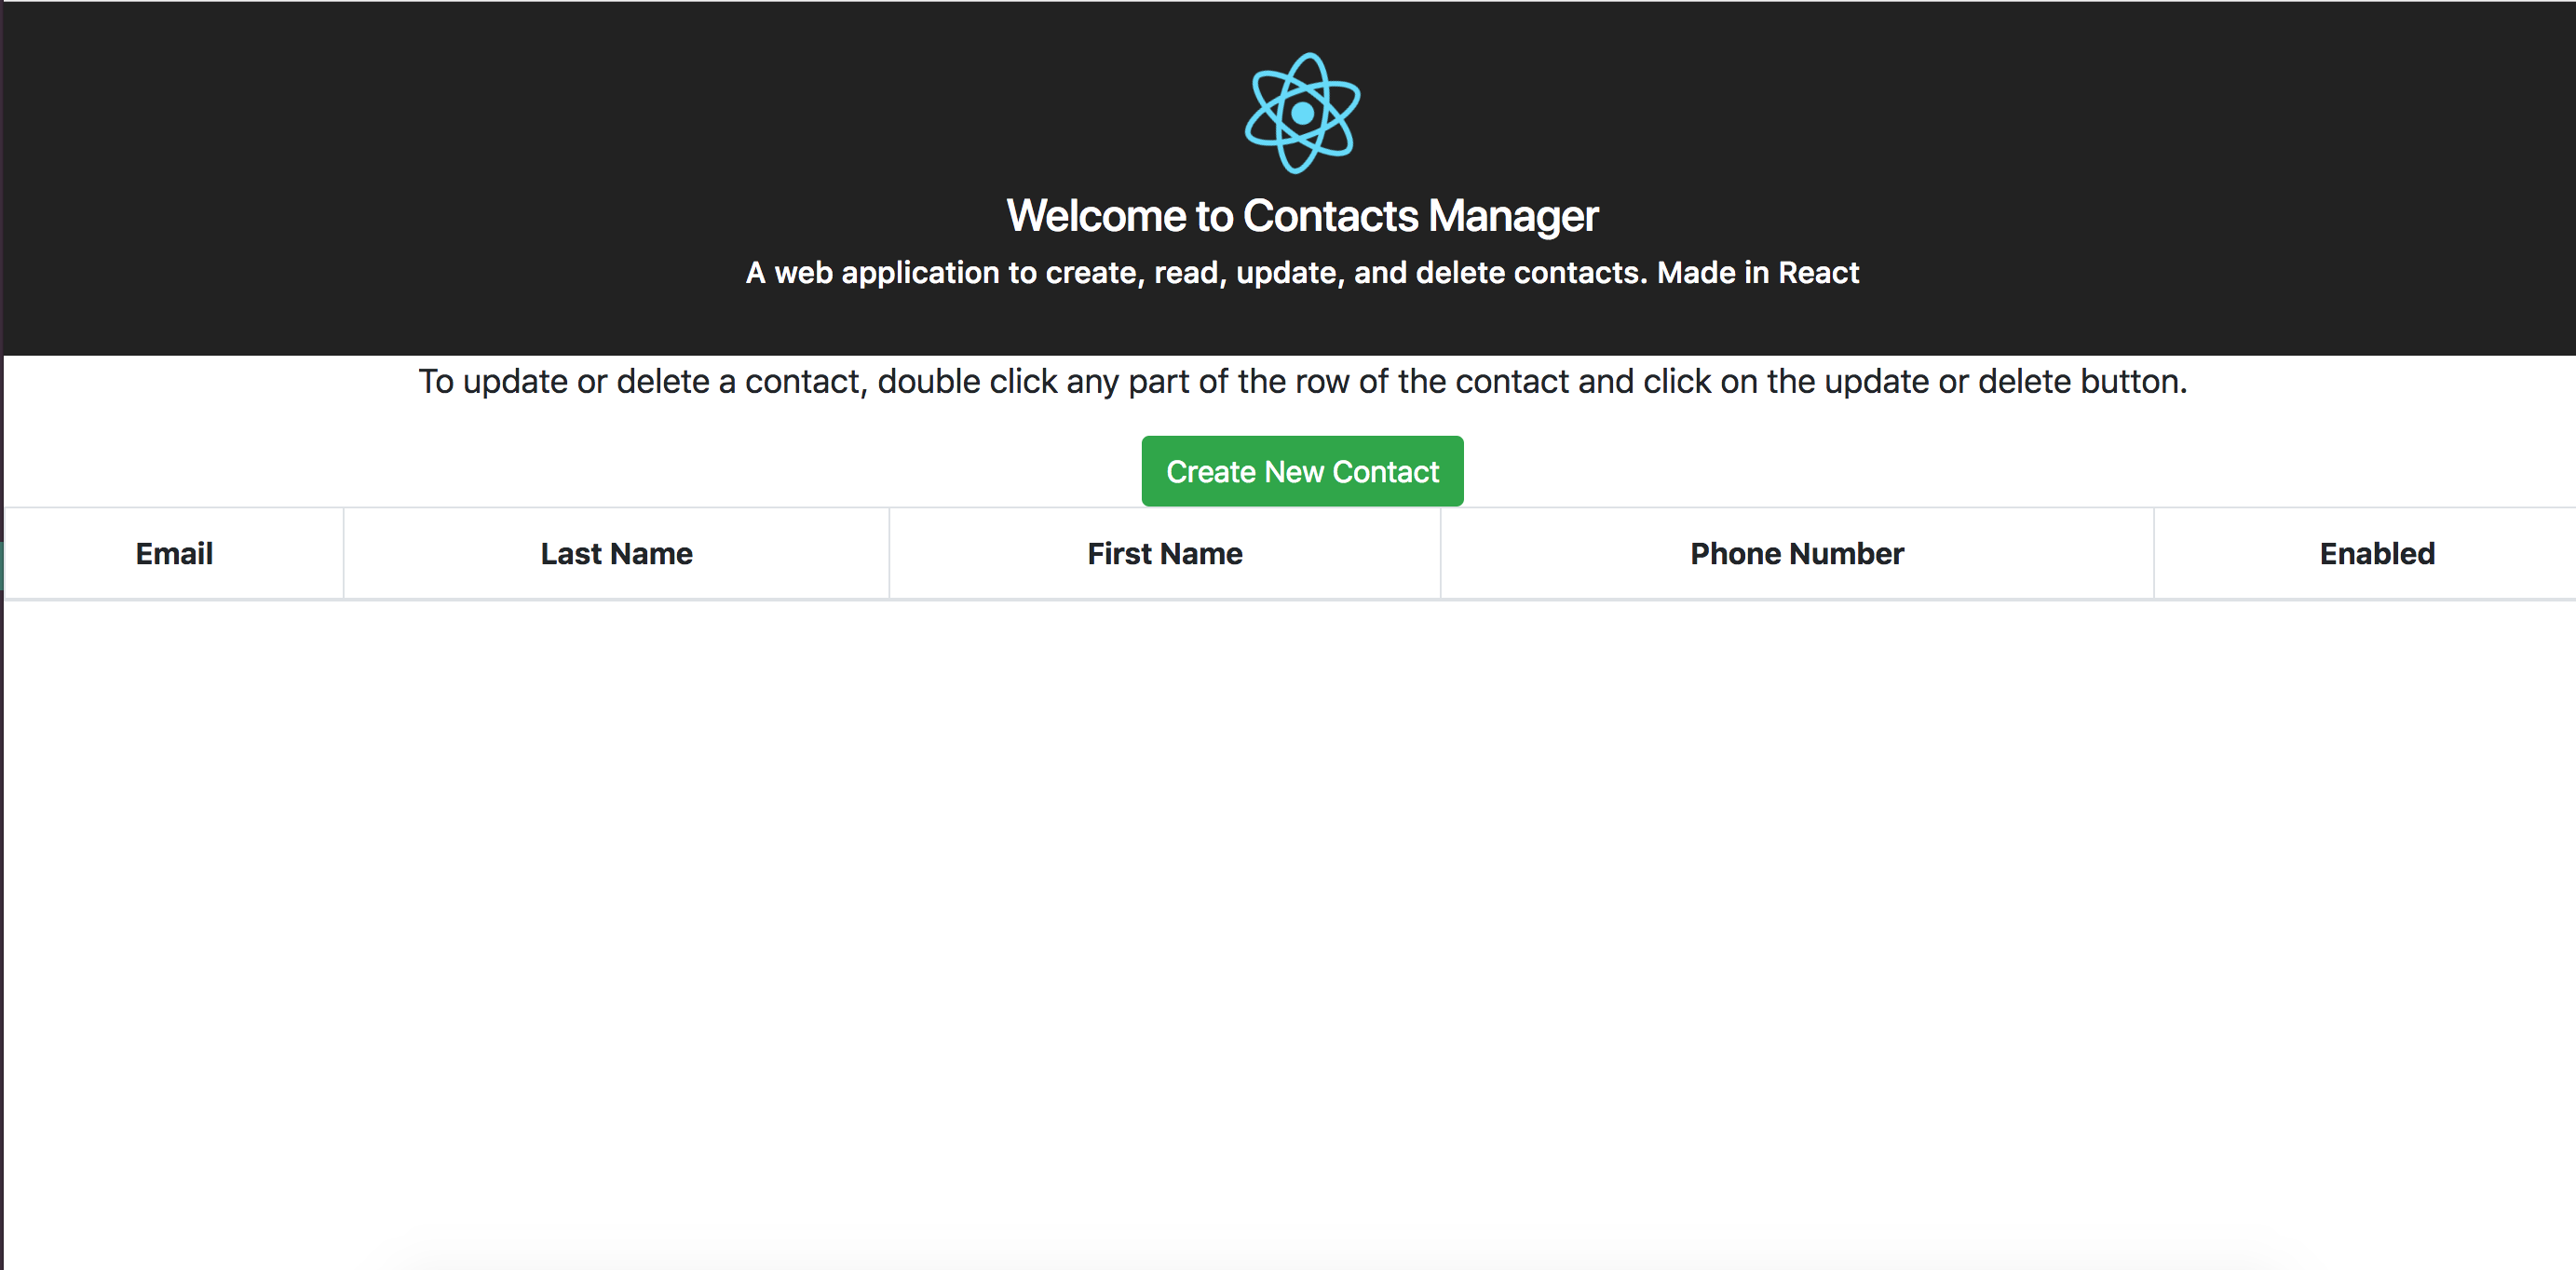 Welcome to Contacts Manager
A web application to create, read, update, and delete contacts. Made in React
To update or delete a contact, double click any part of the row of the contact and click on the update or delete button.
Create New Contact
Email Last Name First Name Phone Number Enabled